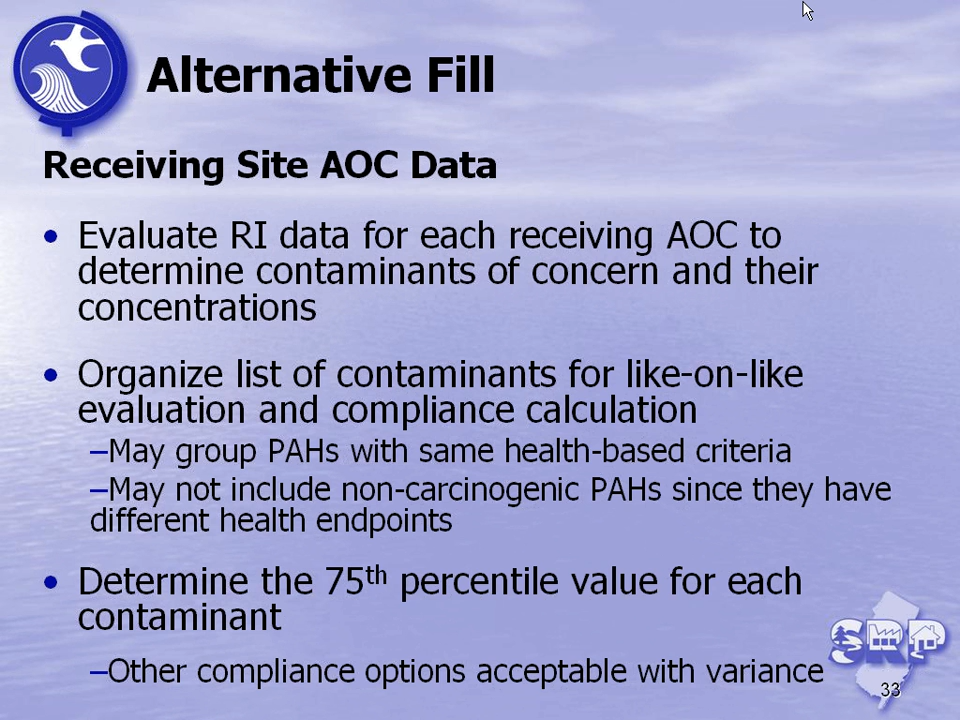 Alternative Fill
Receiving Site AOC Data
• Evaluate RI data for each receiving AOC to
determine contaminants of concern and their
concentrations
• Organize list of contaminants for like-on-like
evaluation and compliance calculation
–May group PAHs with same health-based criteria
–May not include non-carcinogenic PAHs since they have
different health endpoints
• Determine the 75th percentile value for each
contaminant
–Other compliance options acceptable with variance
SRP
33